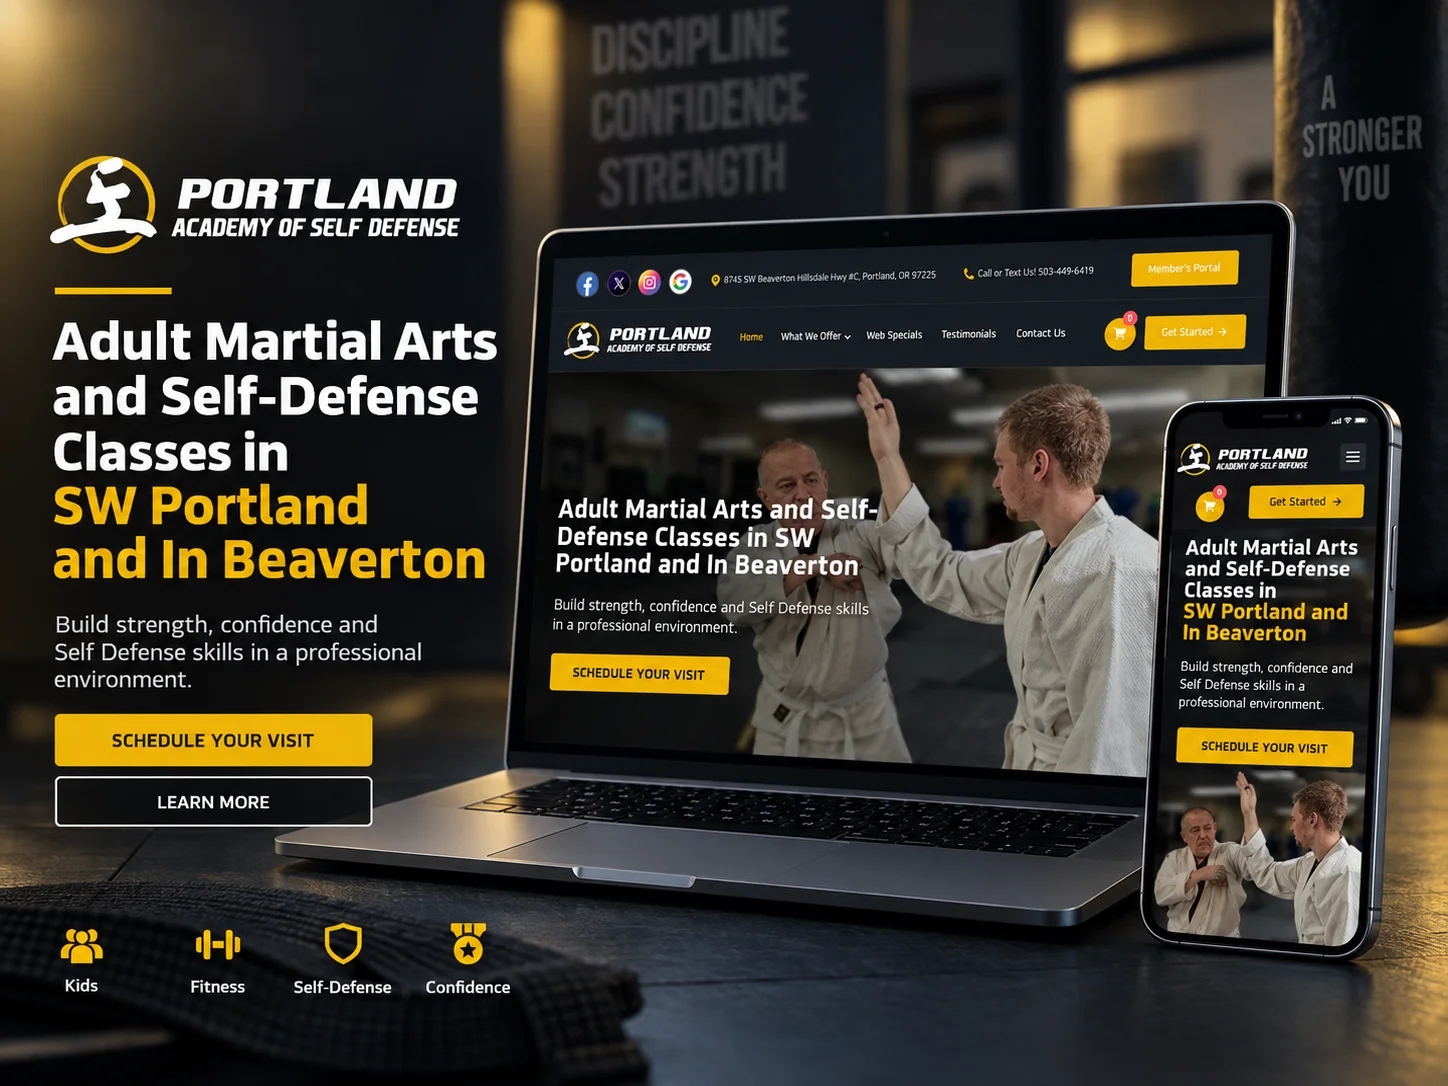 DISCIPLINE
CONFIDENCE
STRENGTH
A
STRONGER
YOU
PORTLAND
ACADEMY OF SELF DEFENSE
Adult Martial Arts
and Self-Defense
Classes in
SW Portland
and In Beaverton
Build strength, confidence and
Self Defense skills in a professional
environment.
SCHEDULE YOUR VISIT
LEARN MORE
Kids
Fitness
Self-Defense
Confidence
8745 SW Beaverton Hillsdale Hwy #C, Portland, OR 97225
Call or Text Us! 503-449-6419
Member's Portal
PORTLAND
ACADEMY OF SELF DEFENSE
Home
What We Offer
Web Specials
Testimonials
Contact Us
0
Get Started →
Adult Martial Arts and Self-
Defense Classes in SW
Portland and In Beaverton
Build strength, confidence and Self Defense skills
in a professional environment.
SCHEDULE YOUR VISIT
PORTLAND
ACADEMY OF SELF DEFENSE
0
Get Started →
Adult Martial Arts
and Self-Defense
Classes in
SW Portland and
In Beaverton
Build strength, confidence and
Self Defense skills in a
professional environment.
SCHEDULE YOUR VISIT